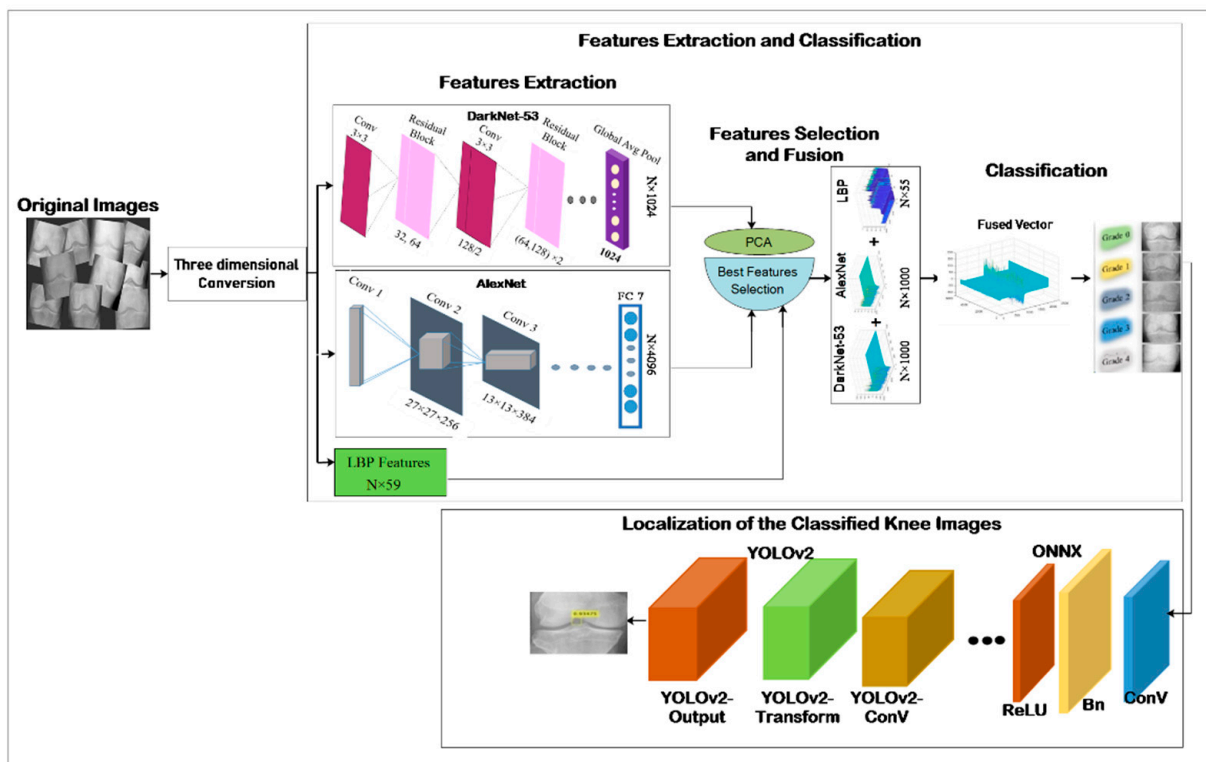 Features Extraction and Classification
Features Extraction
DarkNet-53
Conv
3×3
Residual
Block
Conv
3×3
Residual
Block
Global Avg Pool
32, 64
128/2
(64,128) ×2
1024
N×1024
Original Images
Three dimensional
Conversion
AlexNet
Conv 1
Conv 2
Conv 3
FC 7
27×27×256
13×13×384
N×4096
LBP Features
N×59
Features Selection
and Fusion
PCA
Best Features
Selection
LBP
N×55
+
AlexNet
N×1000
+
DarkNet-53
N×1000
Classification
Fused Vector
Grade 0
Grade 1
Grade 2
Grade 3
Grade 4
Localization of the Classified Knee Images
YOLOv2
ONNX
YOLOv2-
Output
YOLOv2-
Transform
YOLOv2-
ConV
ReLU
Bn
ConV